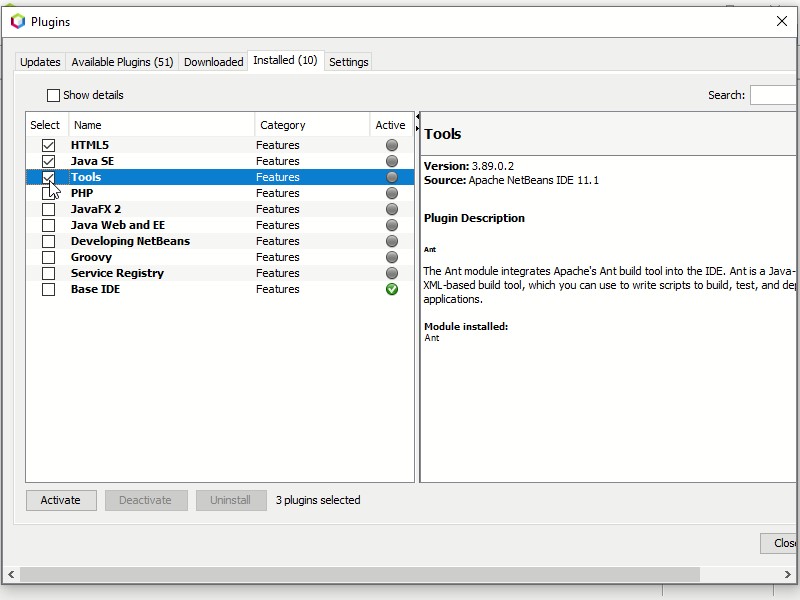 Plugins
Updates
Available Plugins (51)
Downloaded
Installed (10)
Settings
Show details
Search:
Select Name Category Active
HTML5 Features
Java SE Features
Tools Features
PHP Features
JavaFX 2 Features
Java Web and EE Features
Developing NetBeans Features
Groovy Features
Service Registry Features
Base IDE Features
Tools
Version: 3.89.0.2
Source: Apache NetBeans IDE 11.1
Plugin Description
Ant
The Ant module integrates Apache's Ant build tool into the IDE. Ant is a Java-
XML-based build tool, which you can use to write scripts to build, test, and dep
applications.
Module installed:
Ant
Activate
Deactivate
Uninstall
3 plugins selected
Close